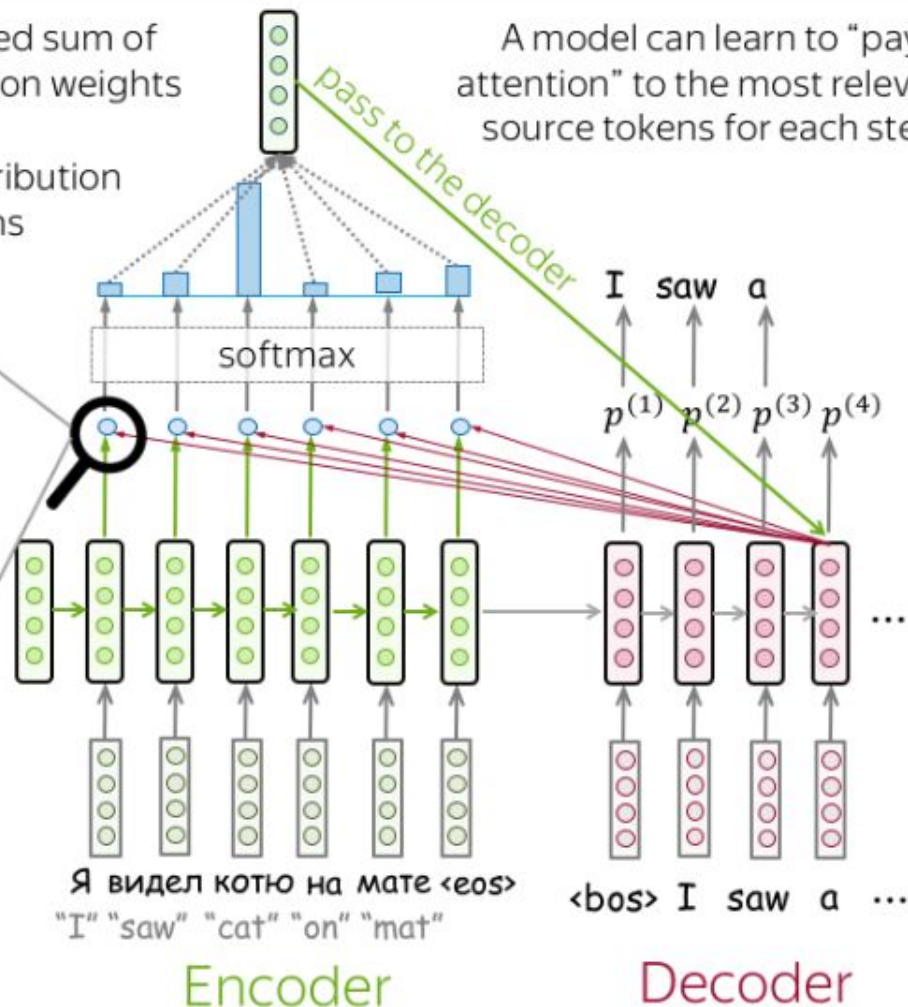 ed sum of
on weights
ribution
ns
A model can learn to “pay
attention” to the most relev
source tokens for each ste
pass to the decoder
I saw a
softmax
p(1) p(2) p(3) p(4)
...
Я видел котю на мате <eos>
“I” “saw” “cat” “on” “mat”
<bos> I saw a ...
Encoder
Decoder